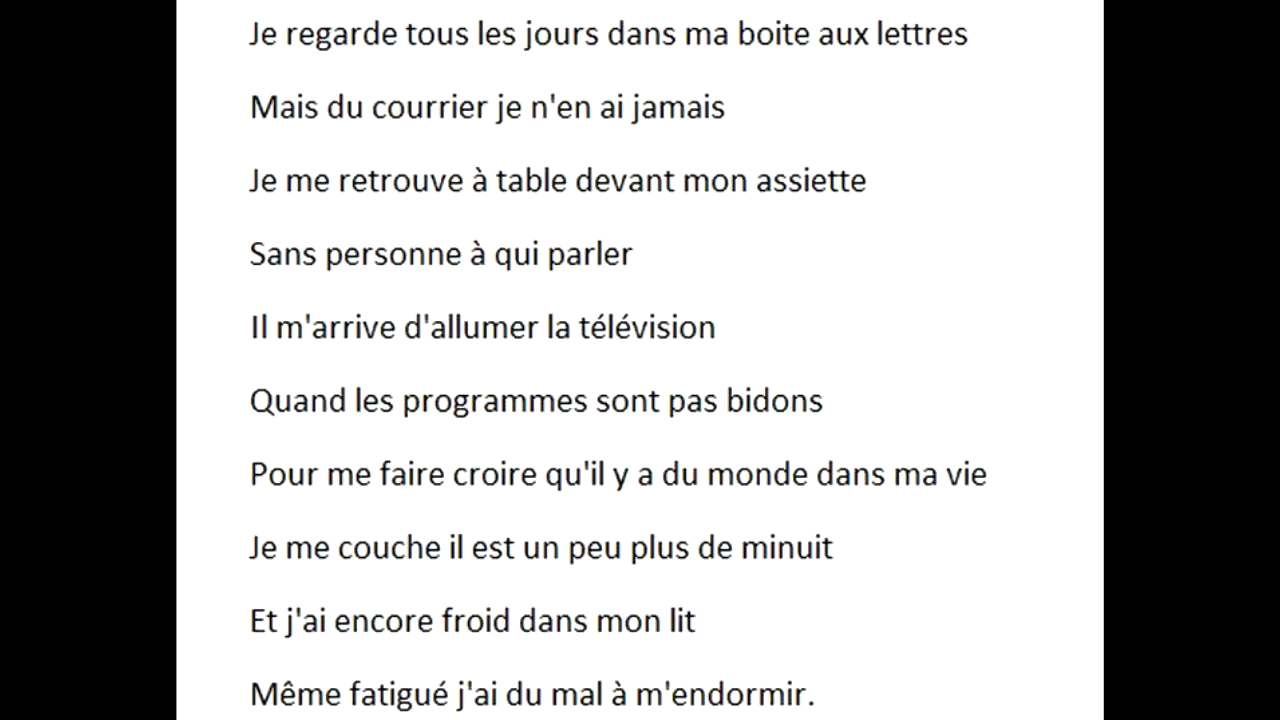 Je regarde tous les jours dans ma boite aux lettres
Mais du courrier je n'en ai jamais
Je me retrouve à table devant mon assiette
Sans personne à qui parler
Il m'arrive d'allumer la télévision
Quand les programmes sont pas bidons
Pour me faire croire qu'il y a du monde dans ma vie
Je me couche il est un peu plus de minuit
Et j'ai encore froid dans mon lit
Même fatigué j'ai du mal à m'endormir.